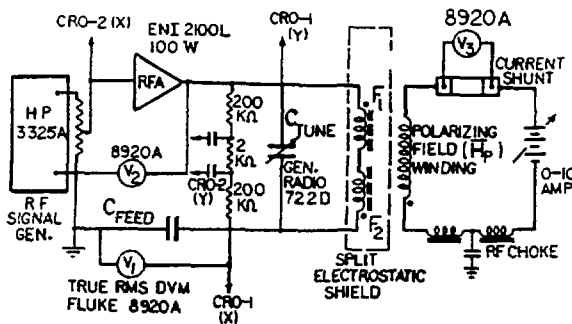 CRO-2 (X)
ENI 2100L
100 W
RFA
CRO-1
(Y)
8920A
V3
CURRENT
SHUNT
HP
3325A
RF
SIGNAL
GEN.
8920A
V2
200
KΩ
2
KΩ
200
KΩ
CRO-2
(Y)
CTUNE
GEN.
RADIO
722D
F1
F2
POLARIZING
FIELD (Hp)
WINDING
0-10
AMP
CFEED
V1
TRUE RMS DVM
FLUKE 8920A
CRO-1
(X)
SPLIT
ELECTROSTATIC
SHIELD
RF CHOKE